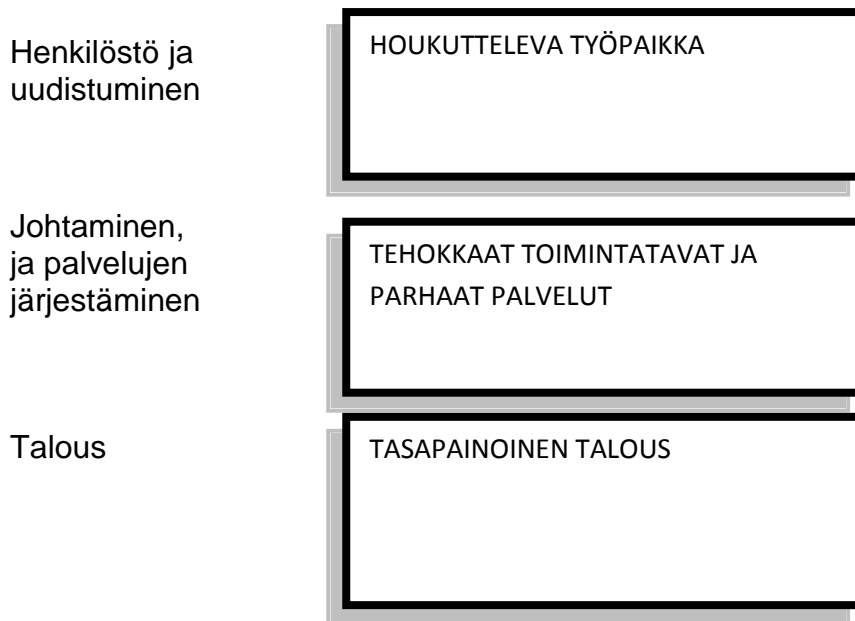 Henkilöstö ja
uudistuminen
HOUKUTTELEVA TYÖPAIKKA
Johtaminen,
ja palvelujen
järjestäminen
TEHOKKAAT TOIMINTATAVAT JA
PARHAAT PALVELUT
Talous
TASAPAINOINEN TALOUS